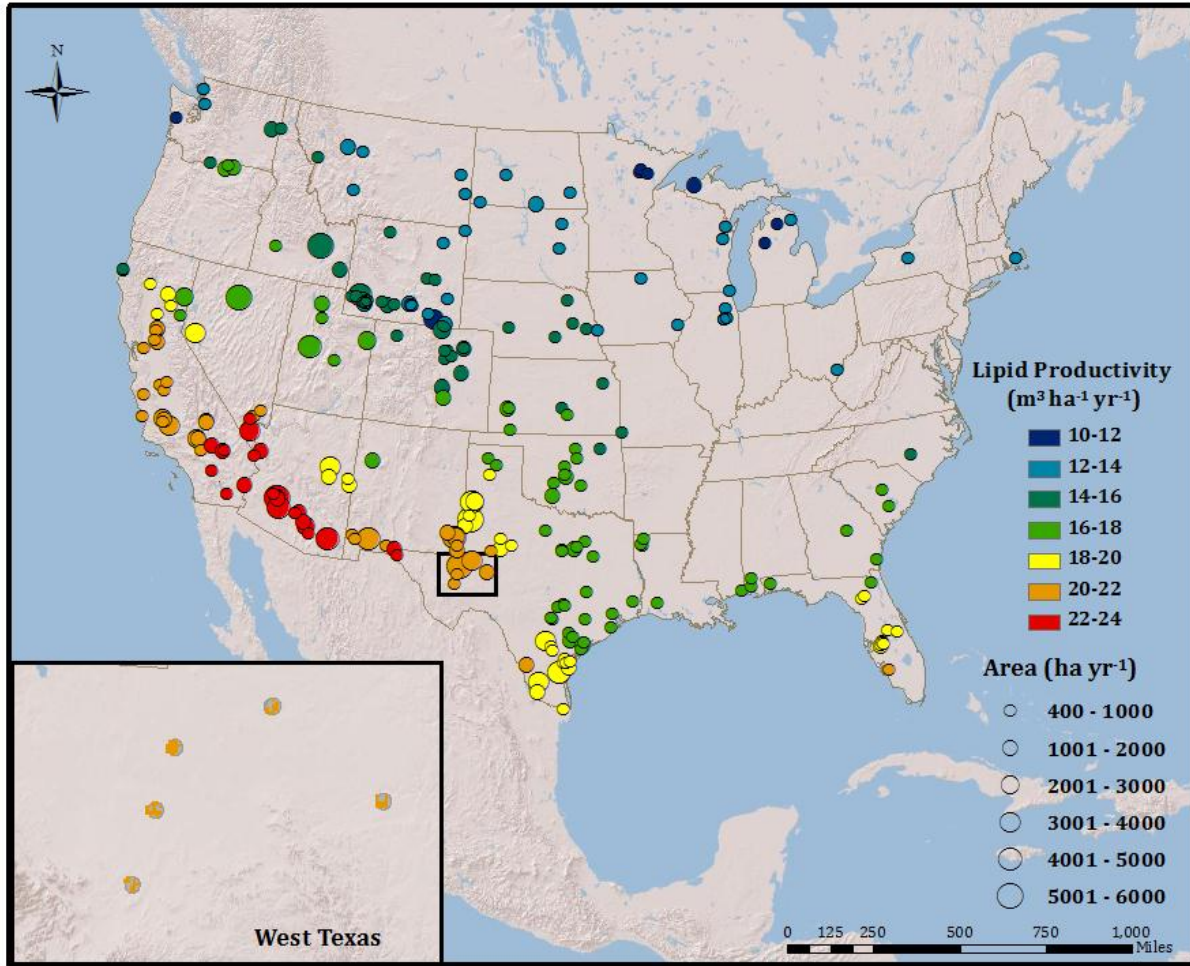 N
Lipid Productivity
(m³ ha⁻¹ yr⁻¹)
10-12
12-14
14-16
16-18
18-20
20-22
22-24
Area (ha yr⁻¹)
400 - 1000
1001 - 2000
2001 - 3000
3001 - 4000
4001 - 5000
5001 - 6000
West Texas
0 125 250 500 750 1,000
Miles